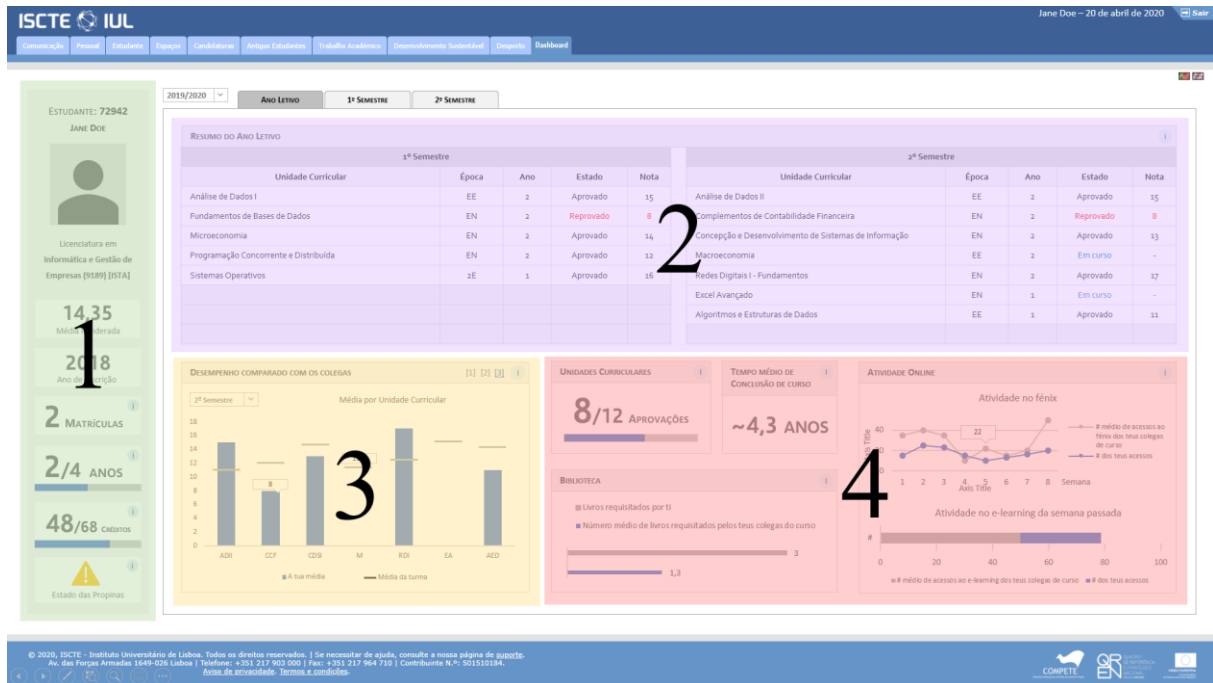 ISCTE IUL
Jane Doe – 20 de abril de 2020
Sair
Comunicação Pessoal Estudante Espaços Candidaturas Antigos Estudantes Trabalho Académico Desenvolvimento Sustentável Desporto Dashboard
ESTUDANTE: 72942
JANE DOE
Licenciatura em
Informática e Gestão de
Empresas [9189] [ISTA]
14,35
2018
2 MATRÍCULAS
i
2/4 ANOS
i
48/68 CRÉDITOS
i
i
Estado das Propinas
1
2019/2020 ANO LETIVO 1º SEMESTRE 2º SEMESTRE
RESUMO DO ANO LETIVO
i
1º Semestre
Unidade Curricular Época Ano Estado Nota
Análise de Dados I EE 2 Aprovado 15
Fundamentos de Bases de Dados EN 2 Reprovado 8
Microeconomia EN 2 Aprovado 14
Programação Concorrente e Distribuída EN 2 Aprovado 12
Sistemas Operativos 2E 1 Aprovado 16
2º Semestre
Unidade Curricular Época Ano Estado Nota
Análise de Dados II EE 2 Aprovado 15
Complementos de Contabilidade Financeira EN 2 Reprovado 8
Concepção e Desenvolvimento de Sistemas de Informação EN 2 Aprovado 13
Macroeconomia EE 2 Em curso -
Redes Digitais I - Fundamentos EN 2 Aprovado 17
Excel Avançado EN 1 Em curso -
Algoritmos e Estruturas de Dados EE 1 Aprovado 11
2
DESEMPENHO COMPARADO COM OS COLEGAS [1] [2] [3] i
2º Semestre
Média por Unidade Curricular
18
16
14
12
10
8
6
4
2
0
8
ADII CCF CDSI M RDI EA AED
A tua média Média da turma
3
UNIDADES CURRICULARES i
8/12 APROVAÇÕES
TEMPO MÉDIO DE i
CONCLUSÃO DE CURSO
~4,3 ANOS
BIBLIOTECA i
Livros requisitados por ti
Número médio de livros requisitados pelos teus colegas do curso
3
1,3
ATIVIDADE ONLINE i
Atividade no fénix
40
22
0
1 2 3 4 5 6 7 8 Semana
Axis Title
# médio de acessos ao
fénix dos teus colegas
de curso
# dos teus acessos
Atividade no e-learning da semana passada
#
0 20 40 60 80 100
# médio de acessos ao e-learning dos teus colegas de curso # dos teus acessos
4
© 2020, ISCTE - Instituto Universitário de Lisboa. Todos os direitos reservados. | Se necessitar de ajuda, consulte a nossa página de suporte.
Av. das Forças Armadas 1649-026 Lisboa | Telefone: +351 217 903 000 | Fax: +351 217 964 710 | Contribuinte N.º: 501510184.
Aviso de privacidade. Termos e condições.
COMPETE
QREN